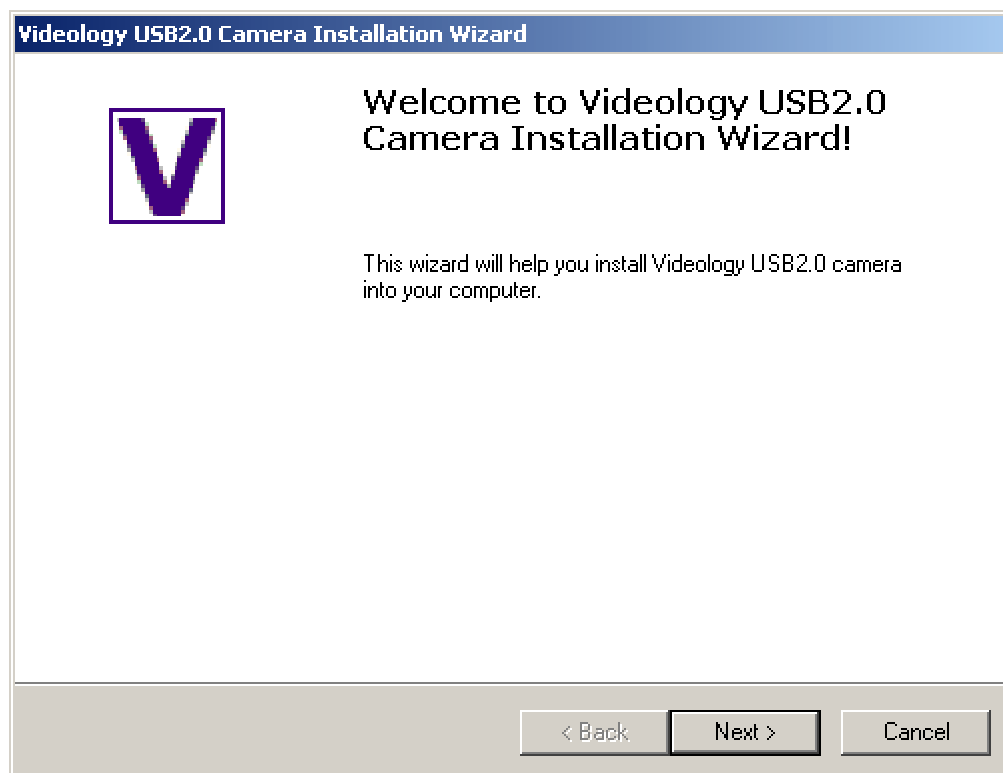 Videology USB2.0 Camera Installation Wizard
V
Welcome to Videology USB2.0
Camera Installation Wizard!
This wizard will help you install Videology USB2.0 camera
into your computer.
< Back
Next >
Cancel